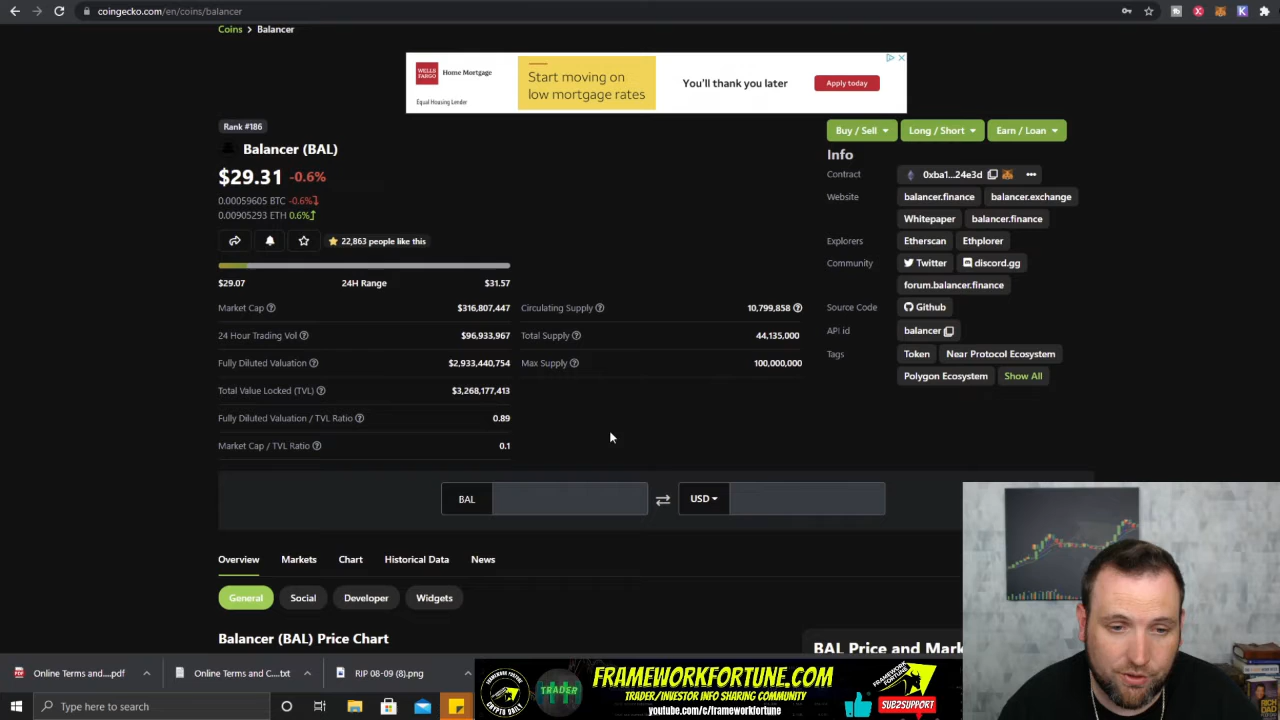 coingecko.com/en/coins/balancer
Coins > Balancer
WELLS FARGO
Home Mortgage
Equal Housing Lender
Start moving on
low mortgage rates
You'll thank you later
Apply today
Rank #186
Balancer (BAL)
$29.31 -0.6%
0.00059605 BTC -0.6%
0.00905293 ETH 0.6%
22,863 people like this
$29.07 24H Range $31.57
Market Cap $316,807,447
24 Hour Trading Vol $96,933,967
Fully Diluted Valuation $2,933,440,754
Total Value Locked (TVL) $3,268,177,413
Fully Diluted Valuation / TVL Ratio 0.89
Market Cap / TVL Ratio 0.1
Circulating Supply 10,799,858
Total Supply 44,135,000
Max Supply 100,000,000
Buy / Sell Long / Short Earn / Loan
Info
Contract 0xba1...24e3d
Website balancer.finance balancer.exchange
Whitepaper balancer.finance
Explorers Etherscan Ethplorer
Community Twitter discord.gg
forum.balancer.finance
Source Code Github
API id balancer
Tags Token Near Protocol Ecosystem
Polygon Ecosystem Show All
BAL USD
Overview Markets Chart Historical Data News
General Social Developer Widgets
Balancer (BAL) Price Chart
BAL Price and Mark
Online Terms and....pdf Online Terms and C....txt RIP 08-09 (8).png
Type here to search
FRAMEWORK FORTUNE
CRYPTO DAILY
TRADER
FRAMEWORKFORTUNE.COM
TRADER/INVESTOR INFO SHARING COMMUNITY
youtube.com/c/frameworkfortune
FRAMEWORK FORTUNE
SUB2SUPPORT
RICH
DAD